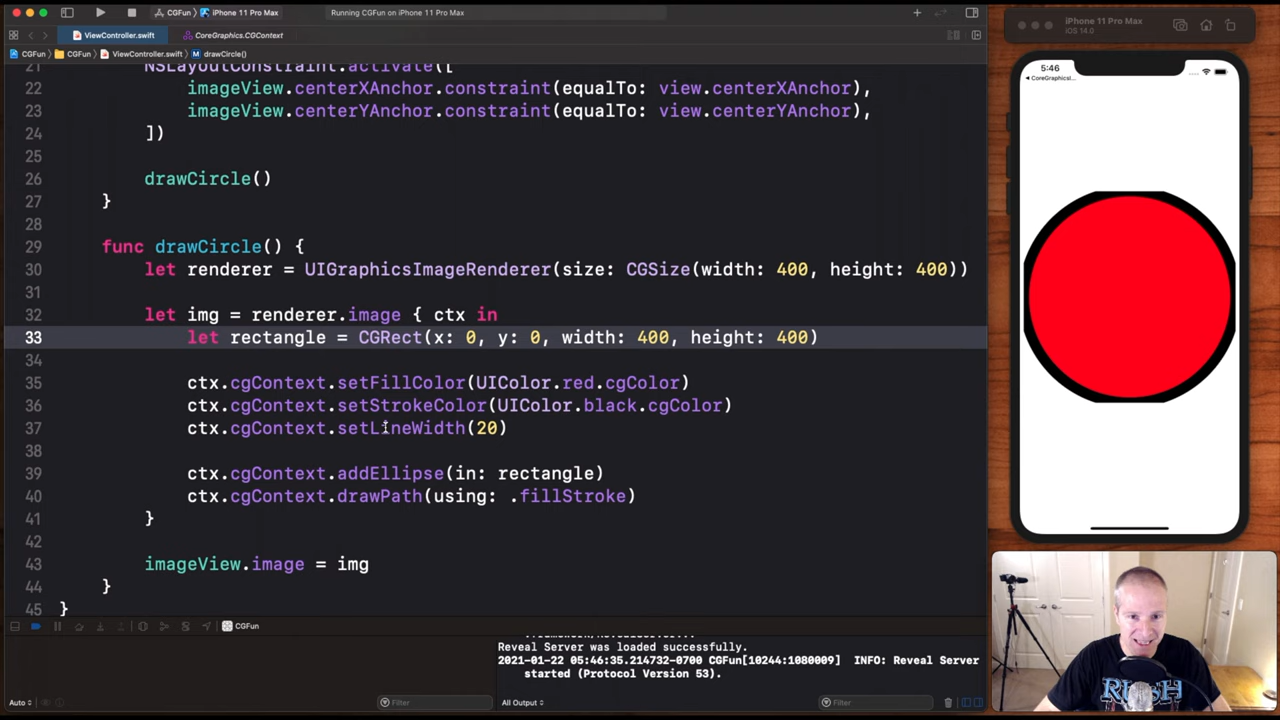 CGFun
iPhone 11 Pro Max
Running CGFun on iPhone 11 Pro Max
ViewController.swift
CoreGraphics.CGContext
CGFun
CGFun
ViewController.swift
M
drawCircle()
21 NSLayoutConstraint.activate([
22 imageView.centerYAnchor.constraint(equalTo: view.centerXAnchor),
23 imageView.centerYAnchor.constraint(equalTo: view.centerYAnchor),
24 ])
25
26 drawCircle()
27 }
28
29 func drawCircle() {
30 let renderer = UIGraphicsImageRenderer(size: CGSize(width: 400, height: 400))
31
32 let img = renderer.image { ctx in
33 let rectangle = CGRect(x: 0, y: 0, width: 400, height: 400)
34
35 ctx.cgContext.setFillColor(UIColor.red.cgColor)
36 ctx.cgContext.setStrokeColor(UIColor.black.cgColor)
37 ctx.cgContext.setLineWidth(20)
38
39 ctx.cgContext.addEllipse(in: rectangle)
40 ctx.cgContext.drawPath(using: .fillStroke)
41 }
42
43 imageView.image = img
44 }
45 }
CGFun
Reveal Server was loaded successfully.
2021-01-22 05:46:35.214732-0700 CGFun[10244:1080009] INFO: Reveal Server
started (Protocol Version 53).
Auto
Filter
All Output
Filter
iPhone 11 Pro Max
iOS 14.0
5:46
CoreGraphicsI...
RUSH